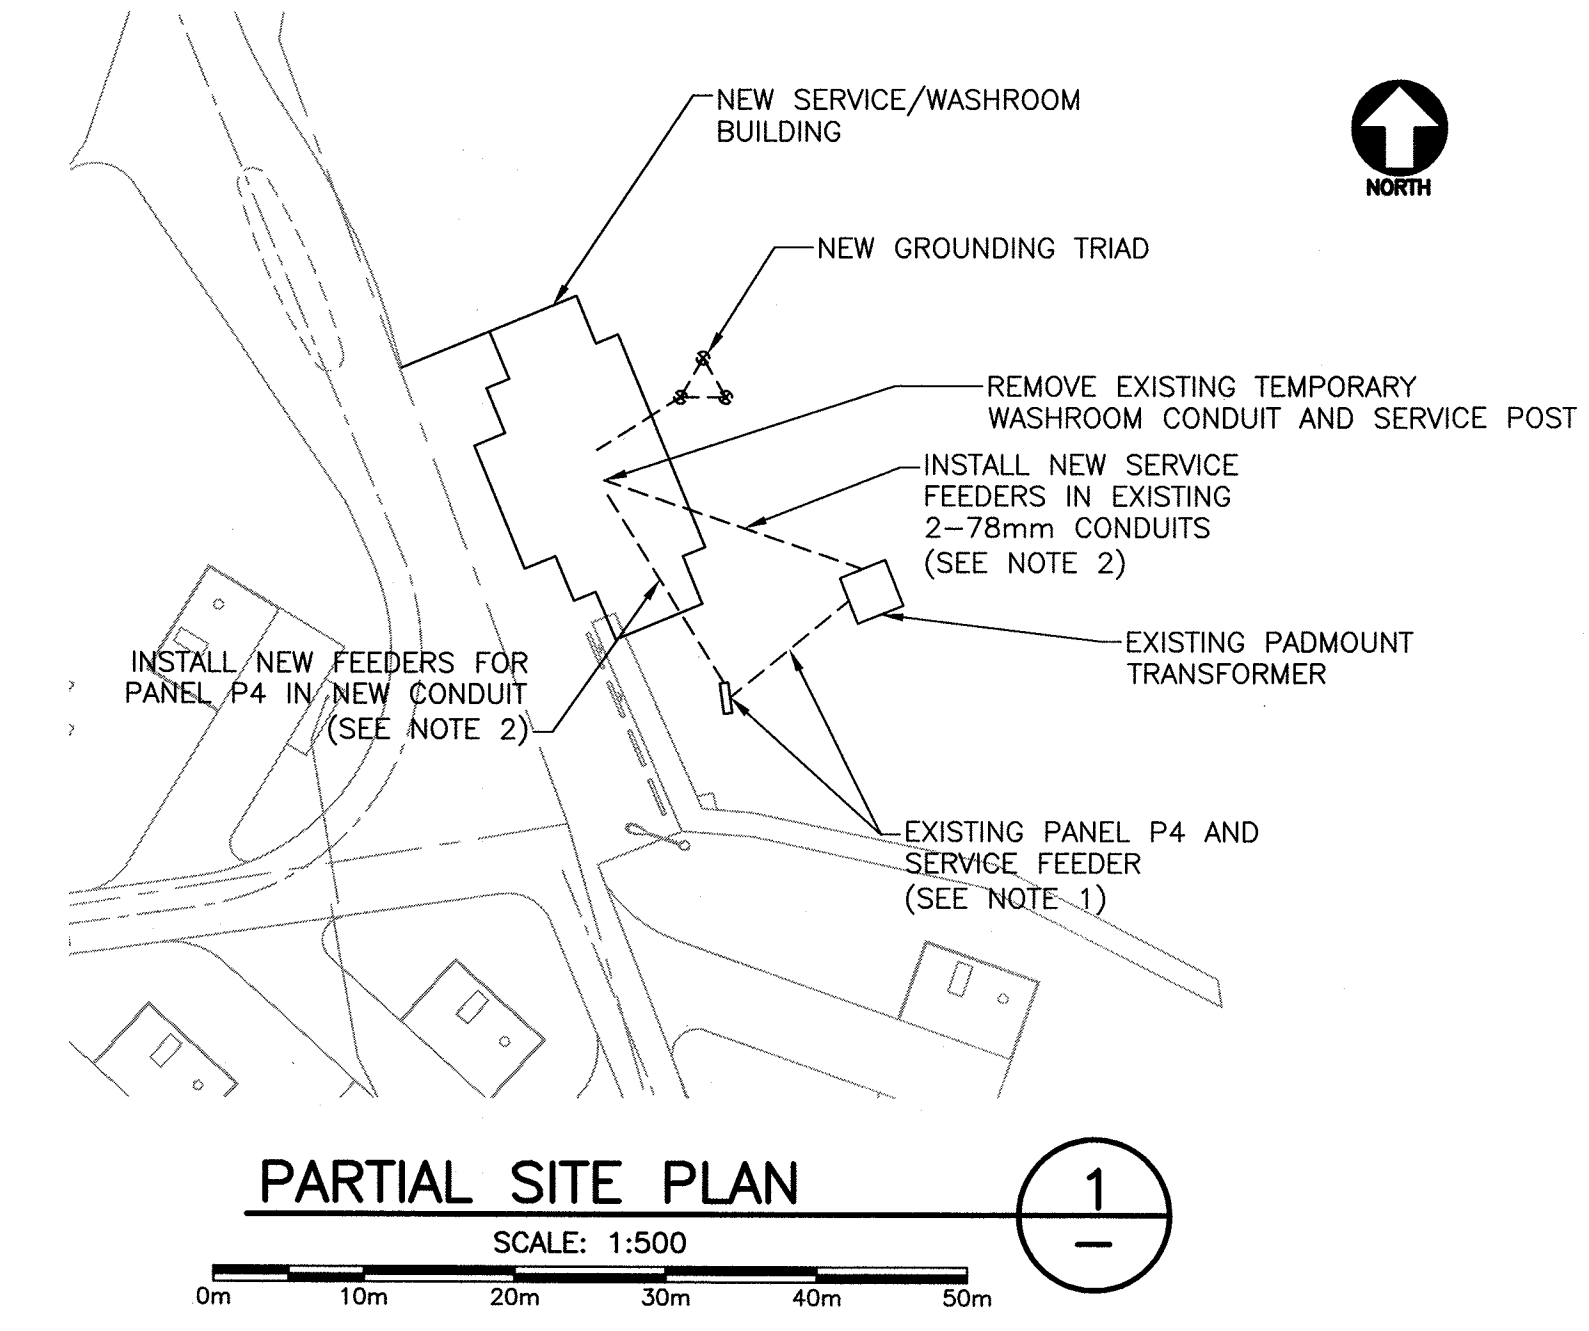 NEW SERVICE/WASHROOM
BUILDING
NORTH
NEW GROUNDING TRIAD
REMOVE EXISTING TEMPORARY
WASHROOM CONDUIT AND SERVICE POST
INSTALL NEW SERVICE
FEEDERS IN EXISTING
2-78mm CONDUITS
(SEE NOTE 2)
EXISTING PADMOUNT
TRANSFORMER
INSTALL NEW FEEDERS FOR
PANEL P4 IN NEW CONDUIT
(SEE NOTE 2)
EXISTING PANEL P4 AND
SERVICE FEEDER
(SEE NOTE 1)
PARTIAL SITE PLAN
1
-
SCALE: 1:500
0m 10m 20m 30m 40m 50m